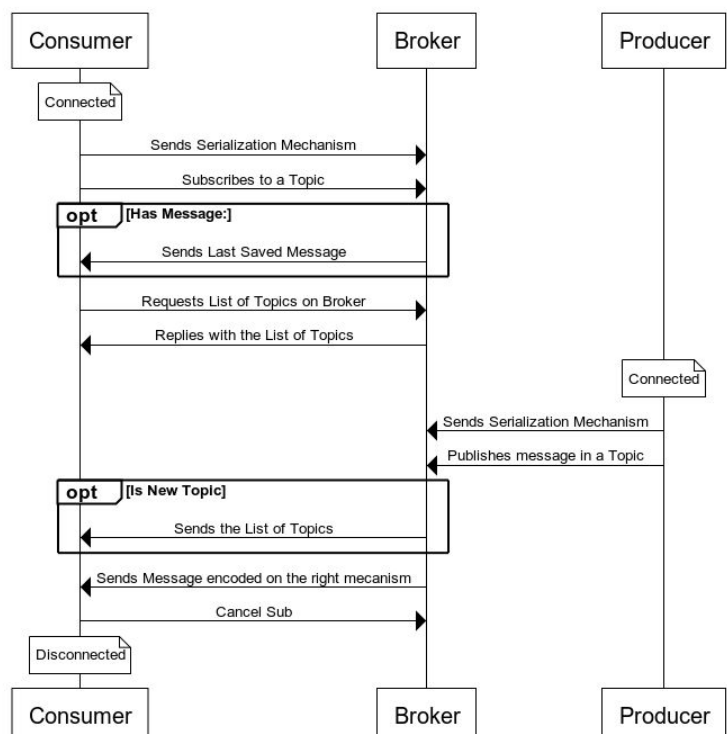 Consumer
Broker
Producer
Connected
Sends Serialization Mechanism
Subscribes to a Topic
opt [Has Message:]
Sends Last Saved Message
Requests List of Topics on Broker
Replies with the List of Topics
Connected
Sends Serialization Mechanism
Publishes message in a Topic
opt [Is New Topic]
Sends the List of Topics
Sends Message encoded on the right mecanism
Cancel Sub
Disconnected
Consumer
Broker
Producer